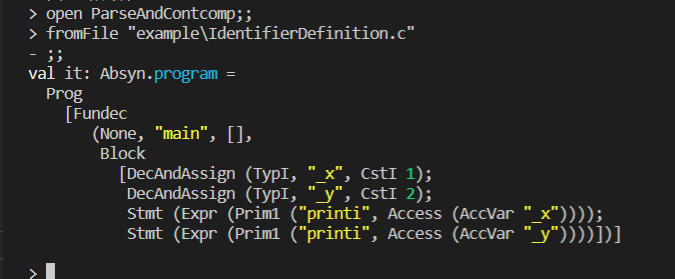 > open ParseAndContcomp;;
> fromFile "example\IdentifierDefinition.c"
- ;;
val it: Absyn.program =
  Prog
    [Fundec
       (None, "main", [],
        Block
          [DecAndAssign (TypI, "_x", CstI 1);
           DecAndAssign (TypI, "_y", CstI 2);
           Stmt (Expr (Prim1 ("printi", Access (AccVar "_x"))));
           Stmt (Expr (Prim1 ("printi", Access (AccVar "_y"))))])]
>